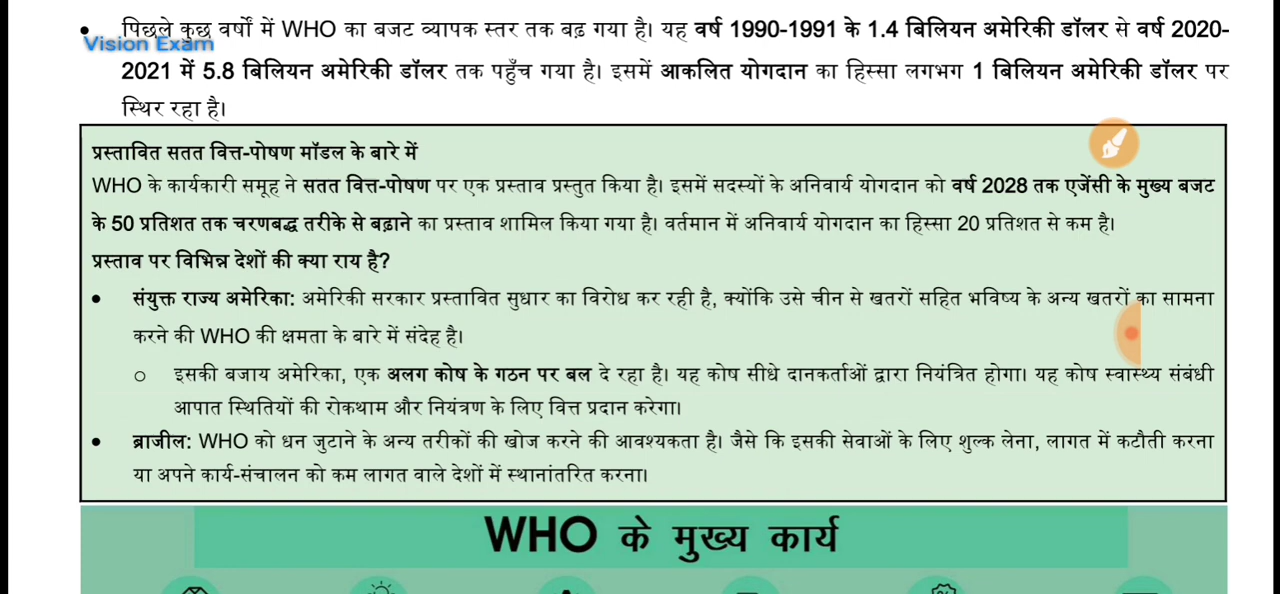 • पिछले कुछ वर्षों में WHO का बजट व्यापक स्तर तक बढ़ गया है। यह वर्ष 1990-1991 के 1.4 बिलियन अमेरिकी डॉलर से वर्ष 2020-
Vision Exam
2021 में 5.8 बिलियन अमेरिकी डॉलर तक पहुँच गया है। इसमें आकलित योगदान का हिस्सा लगभग 1 बिलियन अमेरिकी डॉलर पर
स्थिर रहा है।
प्रस्तावित सतत वित्त-पोषण मॉडल के बारे में
WHO के कार्यकारी समूह ने सतत वित्त-पोषण पर एक प्रस्ताव प्रस्तुत किया है। इसमें सदस्यों के अनिवार्य योगदान को वर्ष 2028 तक एजेंसी के मुख्य बजट
के 50 प्रतिशत तक चरणबद्ध तरीके से बढ़ाने का प्रस्ताव शामिल किया गया है। वर्तमान में अनिवार्य योगदान का हिस्सा 20 प्रतिशत से कम है।
प्रस्ताव पर विभिन्न देशों की क्या राय है?
• संयुक्त राज्य अमेरिका: अमेरिकी सरकार प्रस्तावित सुधार का विरोध कर रही है, क्योंकि उसे चीन से खतरों सहित भविष्य के अन्य खतरों का सामना
करने की WHO की क्षमता के बारे में संदेह है।
o इसकी बजाय अमेरिका, एक अलग कोष के गठन पर बल दे रहा है। यह कोष सीधे दानकर्ताओं द्वारा नियंत्रित होगा। यह कोष स्वास्थ्य संबंधी
आपात स्थितियों की रोकथाम और नियंत्रण के लिए वित्त प्रदान करेगा।
• ब्राजील: WHO को धन जुटाने के अन्य तरीकों की खोज करने की आवश्यकता है। जैसे कि इसकी सेवाओं के लिए शुल्क लेना, लागत में कटौती करना
या अपने कार्य-संचालन को कम लागत वाले देशों में स्थानांतरित करना।
WHO के मुख्य कार्य